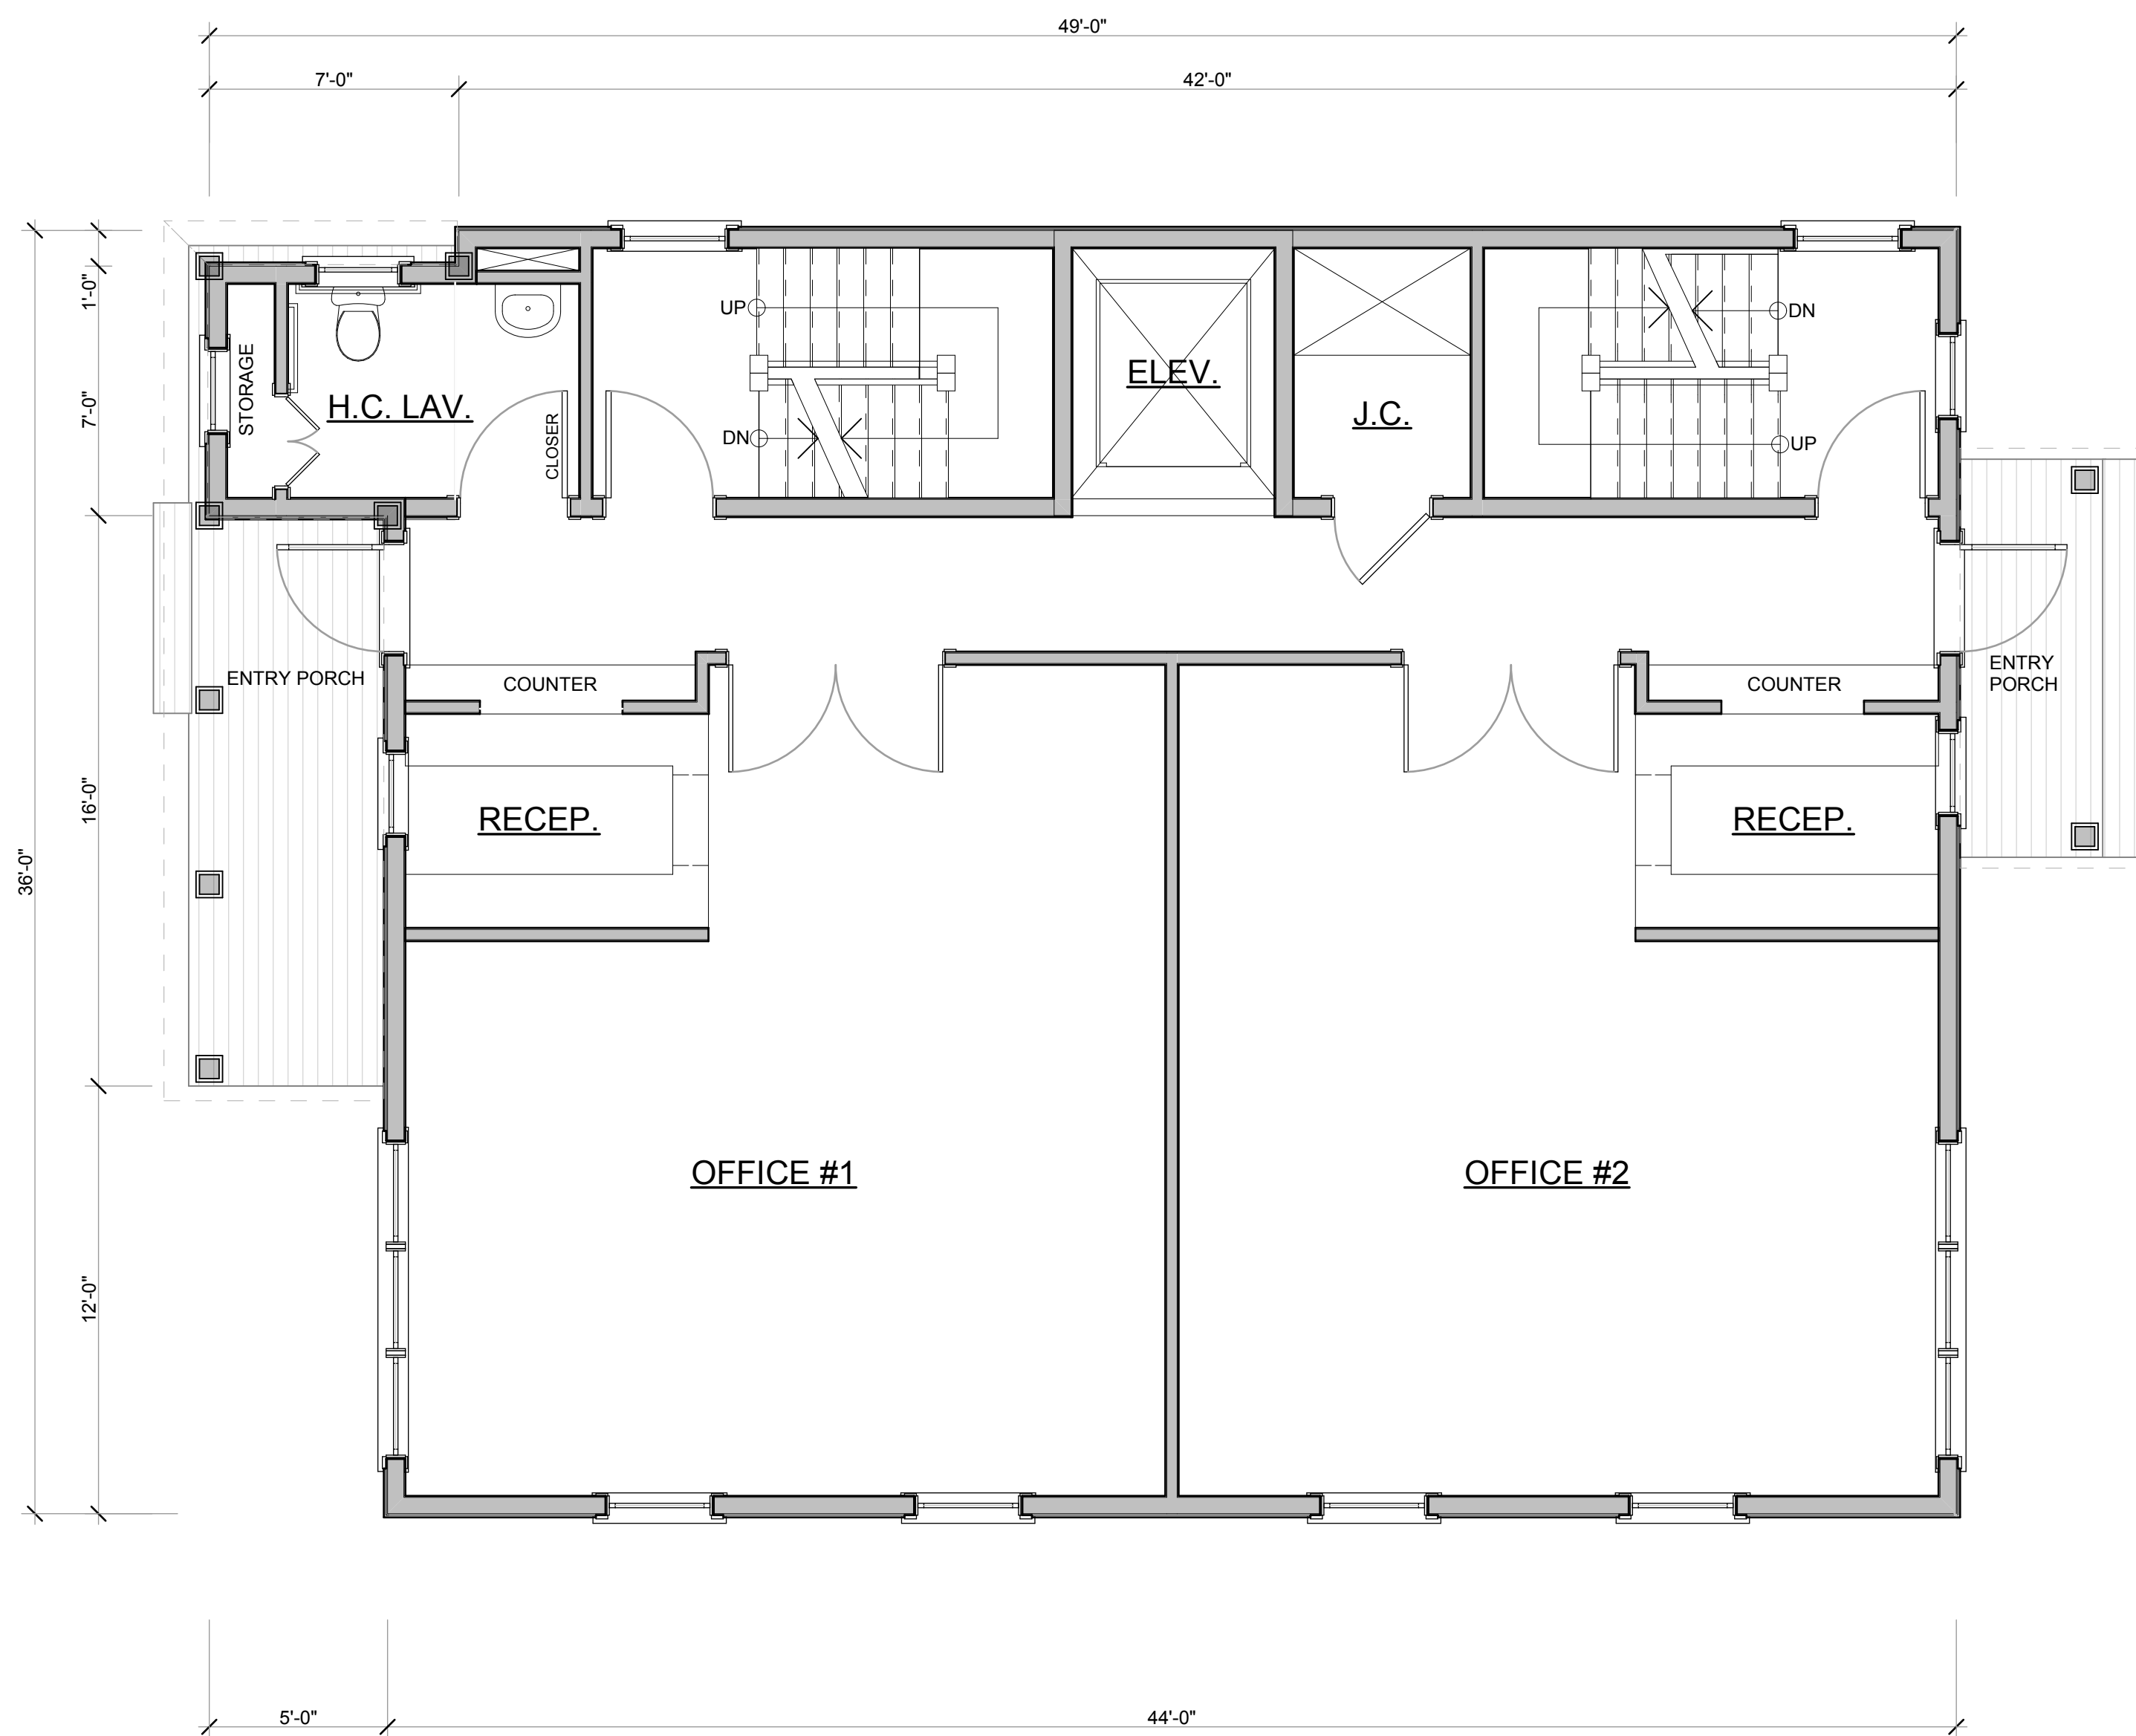 49'-0"
7'-0"
42'-0"
1'-0"
7'-0"
16'-0"
12'-0"
36'-0"
STORAGE
H.C. LAV.
CLOSER
UP
DN
ELEV.
J.C.
DN
UP
ENTRY PORCH
COUNTER
COUNTER
ENTRY
PORCH
RECEP.
RECEP.
OFFICE #1
OFFICE #2
5'-0"
44'-0"